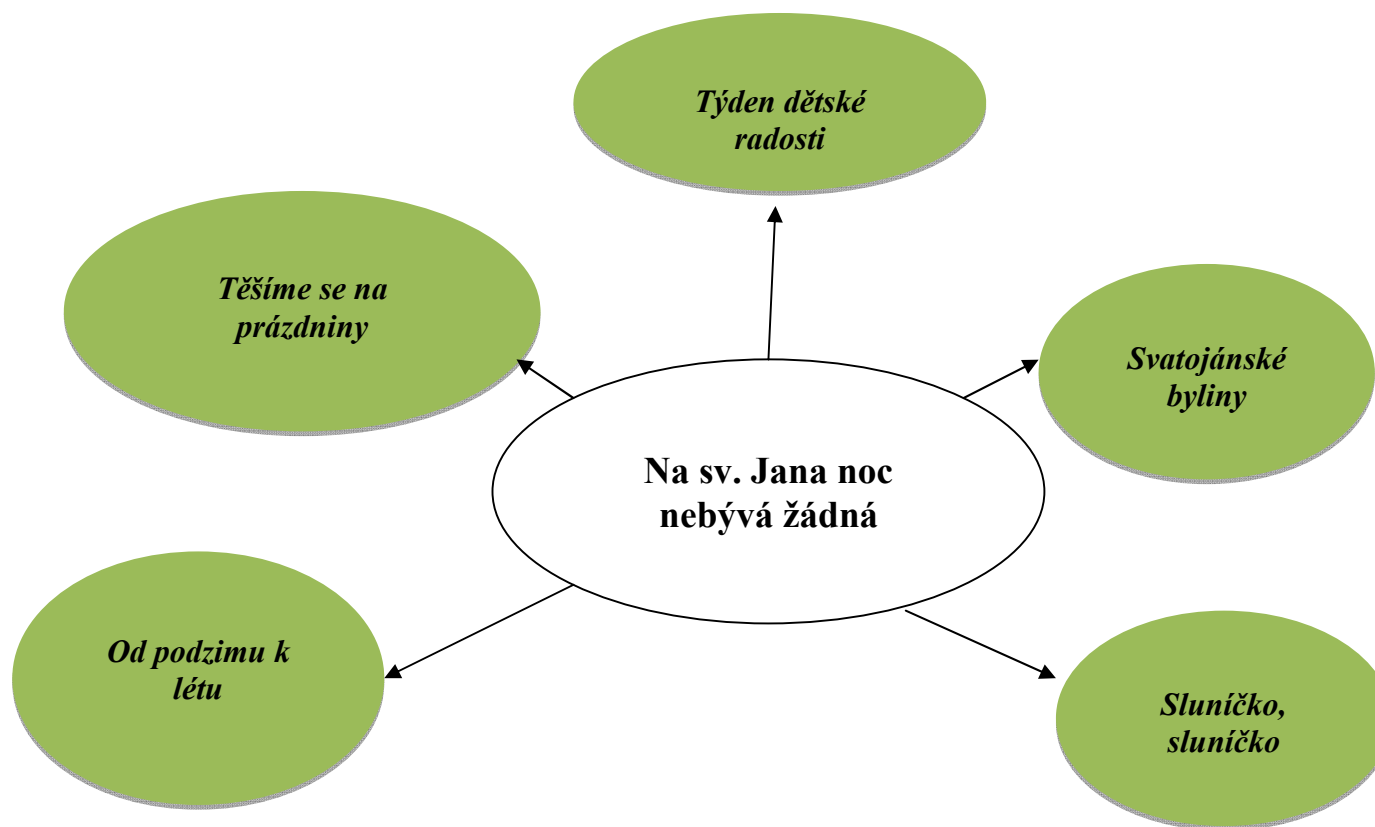 Týden dětské
radosti
Těšíme se na
prázdniny
Svatojánské
byliny
Na sv. Jana noc
nebývá žádná
Od podzimu k
létu
Sluníčko,
sluníčko